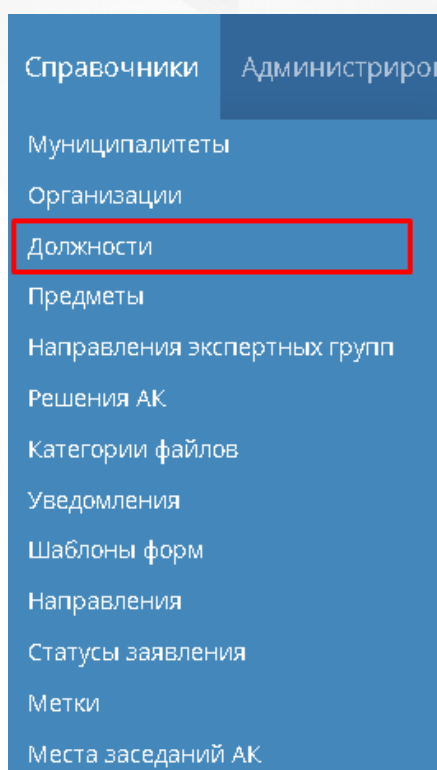 Справочники Администриро
Муниципалитеты
Организации
Должности
Предметы
Направления экспертных групп
Решения АК
Категории файлов
Уведомления
Шаблоны форм
Направления
Статусы заявления
Метки
Места заседаний АК